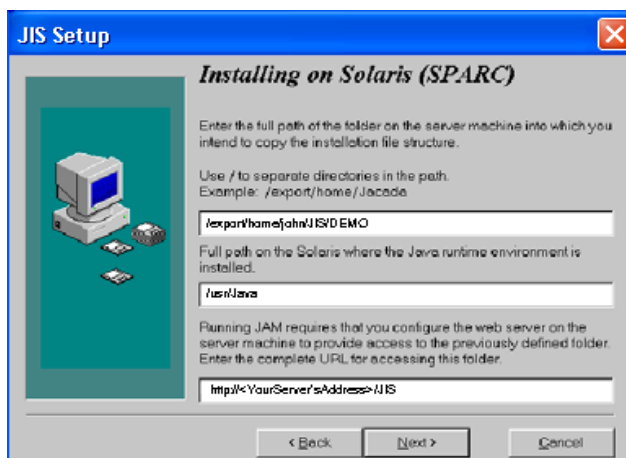 JIS Setup
Installing on Solaris (SPARC)
Enter the full path of the folder on the server machine into which you
intend to copy the installation file structure.
Use / to separate directories in the path.
Example: /export/home/Jacada
/export/home/john/JIS/DEMO
Full path on the Solaris where the Java runtime environment is
installed.
/usr/Java
Running JAM requires that you configure the web server on the
server machine to provide access to the previously defined folder.
Enter the complete URL for accessing this folder.
http://<YourServer'sAddress>/JIS
< Back
Next >
Cancel